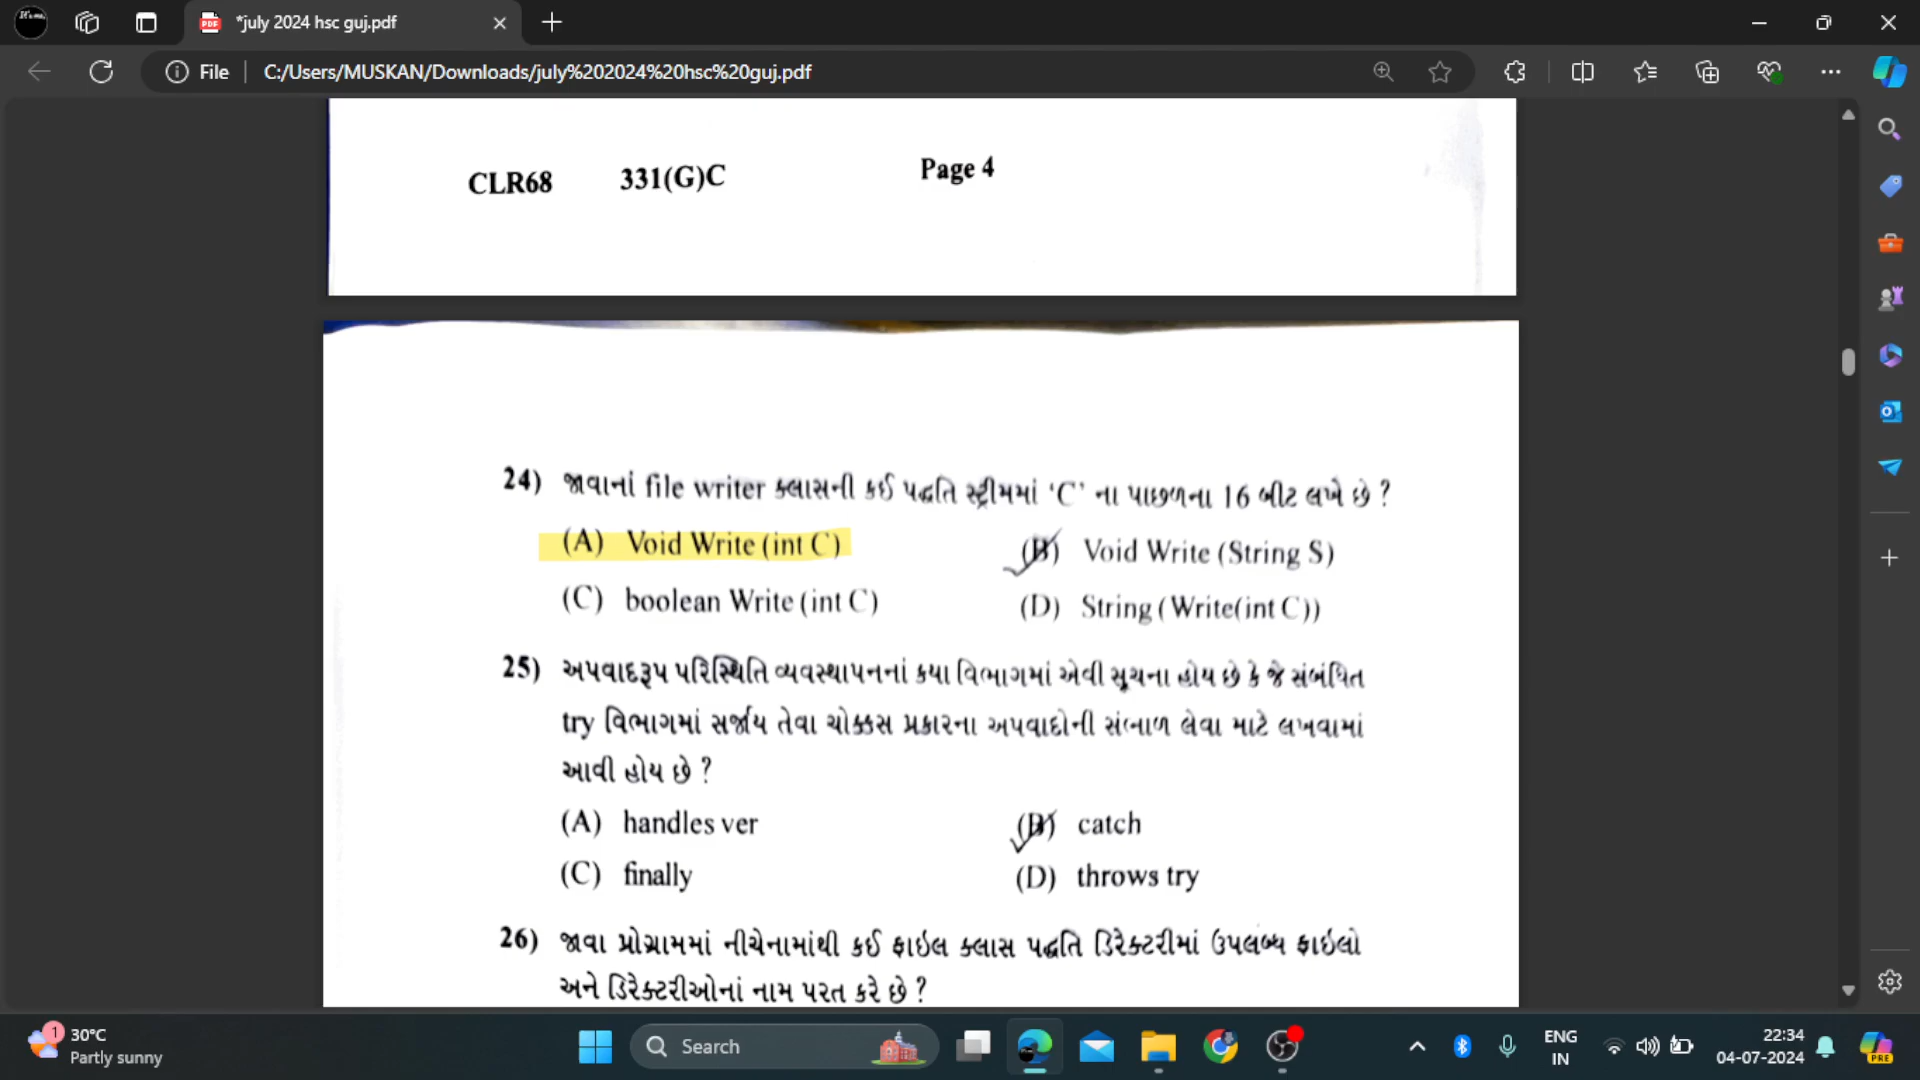 *july 2024 hsc guj.pdf
File
C:/Users/MUSKAN/Downloads/july%202024%20hsc%20guj.pdf
CLR68 331(G)C Page 4
24) જાવાનાં file writer ક્લાસની કઈ પદ્ધતિ સ્ટ્રીમમાં ‘C’ ના પાછળના 16 બીટ લખે છે ?
(A) Void Write (int C) (B) Void Write (String S)
(C) boolean Write (int C) (D) String ( Write(int C))
25) અપવાદરૂપ પરિસ્થિતિ વ્યવસ્થાપનનાં કયા વિભાગમાં એવી સૂચના હોય છે કે જે સંબંધિત
try વિભાગમાં સર્જાય તેવા ચોક્કસ પ્રકારના અપવાદોની સંભાળ લેવા માટે લખવામાં
આવી હોય છે ?
(A) handles ver (B) catch
(C) finally (D) throws try
26) જાવા પ્રોગ્રામમાં નીચેનામાંથી કઈ ફાઇલ ક્લાસ પદ્ધતિ ડિરેક્ટરીમાં ઉપલબ્ધ ફાઇલો
અને ડિરેક્ટરીઓનાં નામ પરત કરે છે ?
1
30°C
Partly sunny
Search
ENG
IN
22:34
04-07-2024
PRE